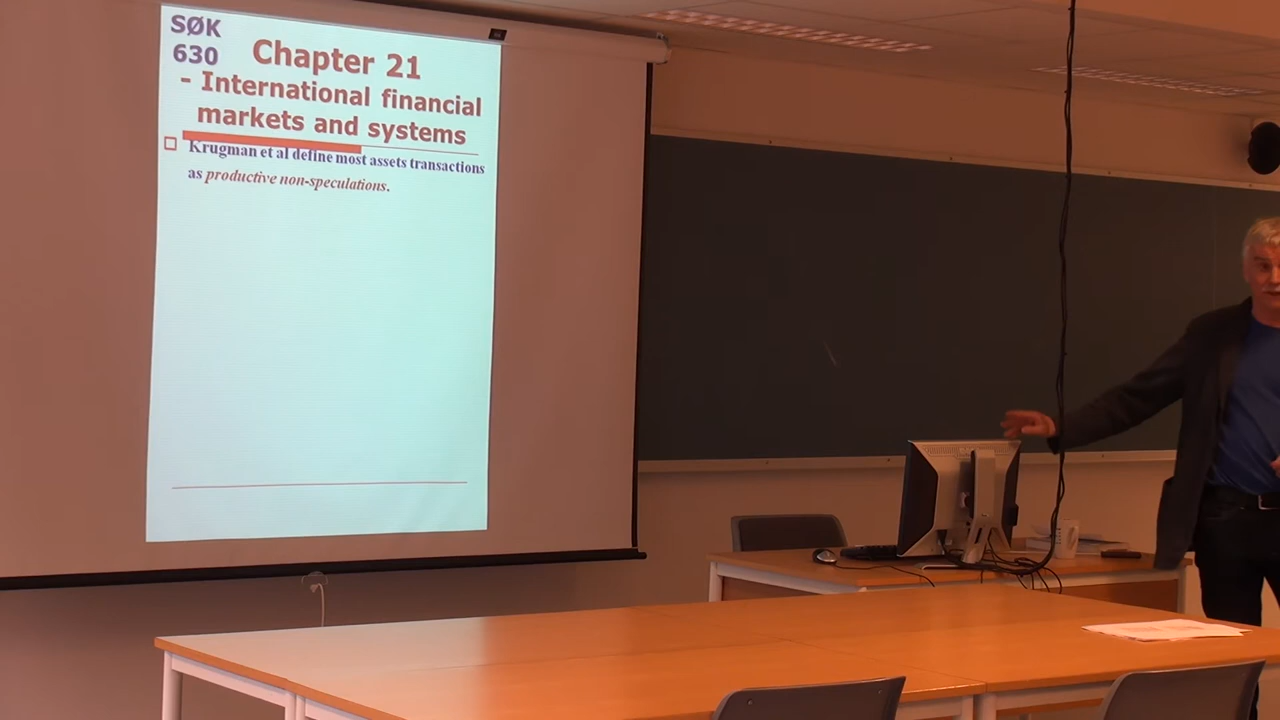 SØK
630
Chapter 21
- International financial
markets and systems
Krugman et al define most assets transactions
as productive non-speculations.